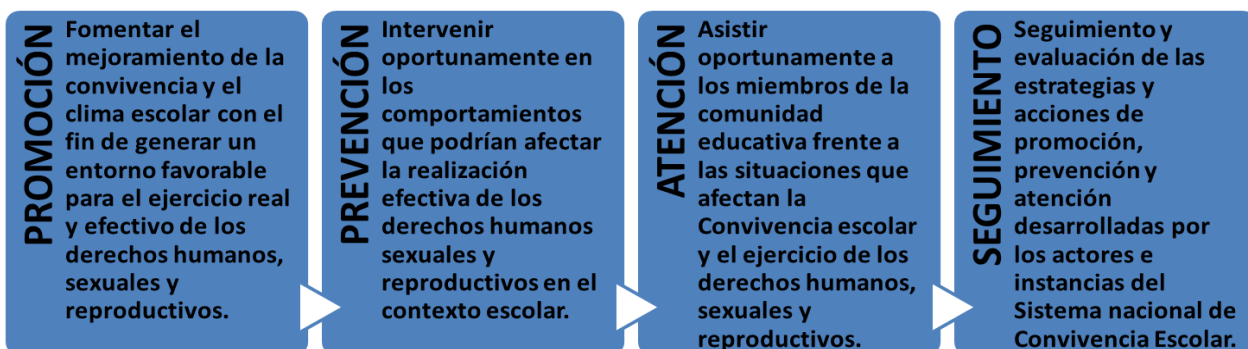 PROMOCIÓN
Fomentar el
mejoramiento de la
convivencia y el
clima escolar con el
fin de generar un
entorno favorable
para el ejercicio real
y efectivo de los
derechos humanos,
sexuales y
reproductivos.
PREVENCIÓN
Intervenir
oportunamente en
los
comportamientos
que podrían afectar
la realización
efectiva de los
derechos humanos
sexuales y
reproductivos en el
contexto escolar.
ATENCIÓN
Asistir
oportunamente a
los miembros de la
comunidad
educativa frente a
las situaciones que
afectan la
Convivencia escolar
y el ejercicio de los
derechos humanos,
sexuales y
reproductivos.
SEGUIMIENTO
Seguimiento y
evaluación de las
estrategias y
acciones de
promoción,
prevención y
atención
desarrolladas por
los actores e
instancias del
Sistema nacional de
Convivencia Escolar.